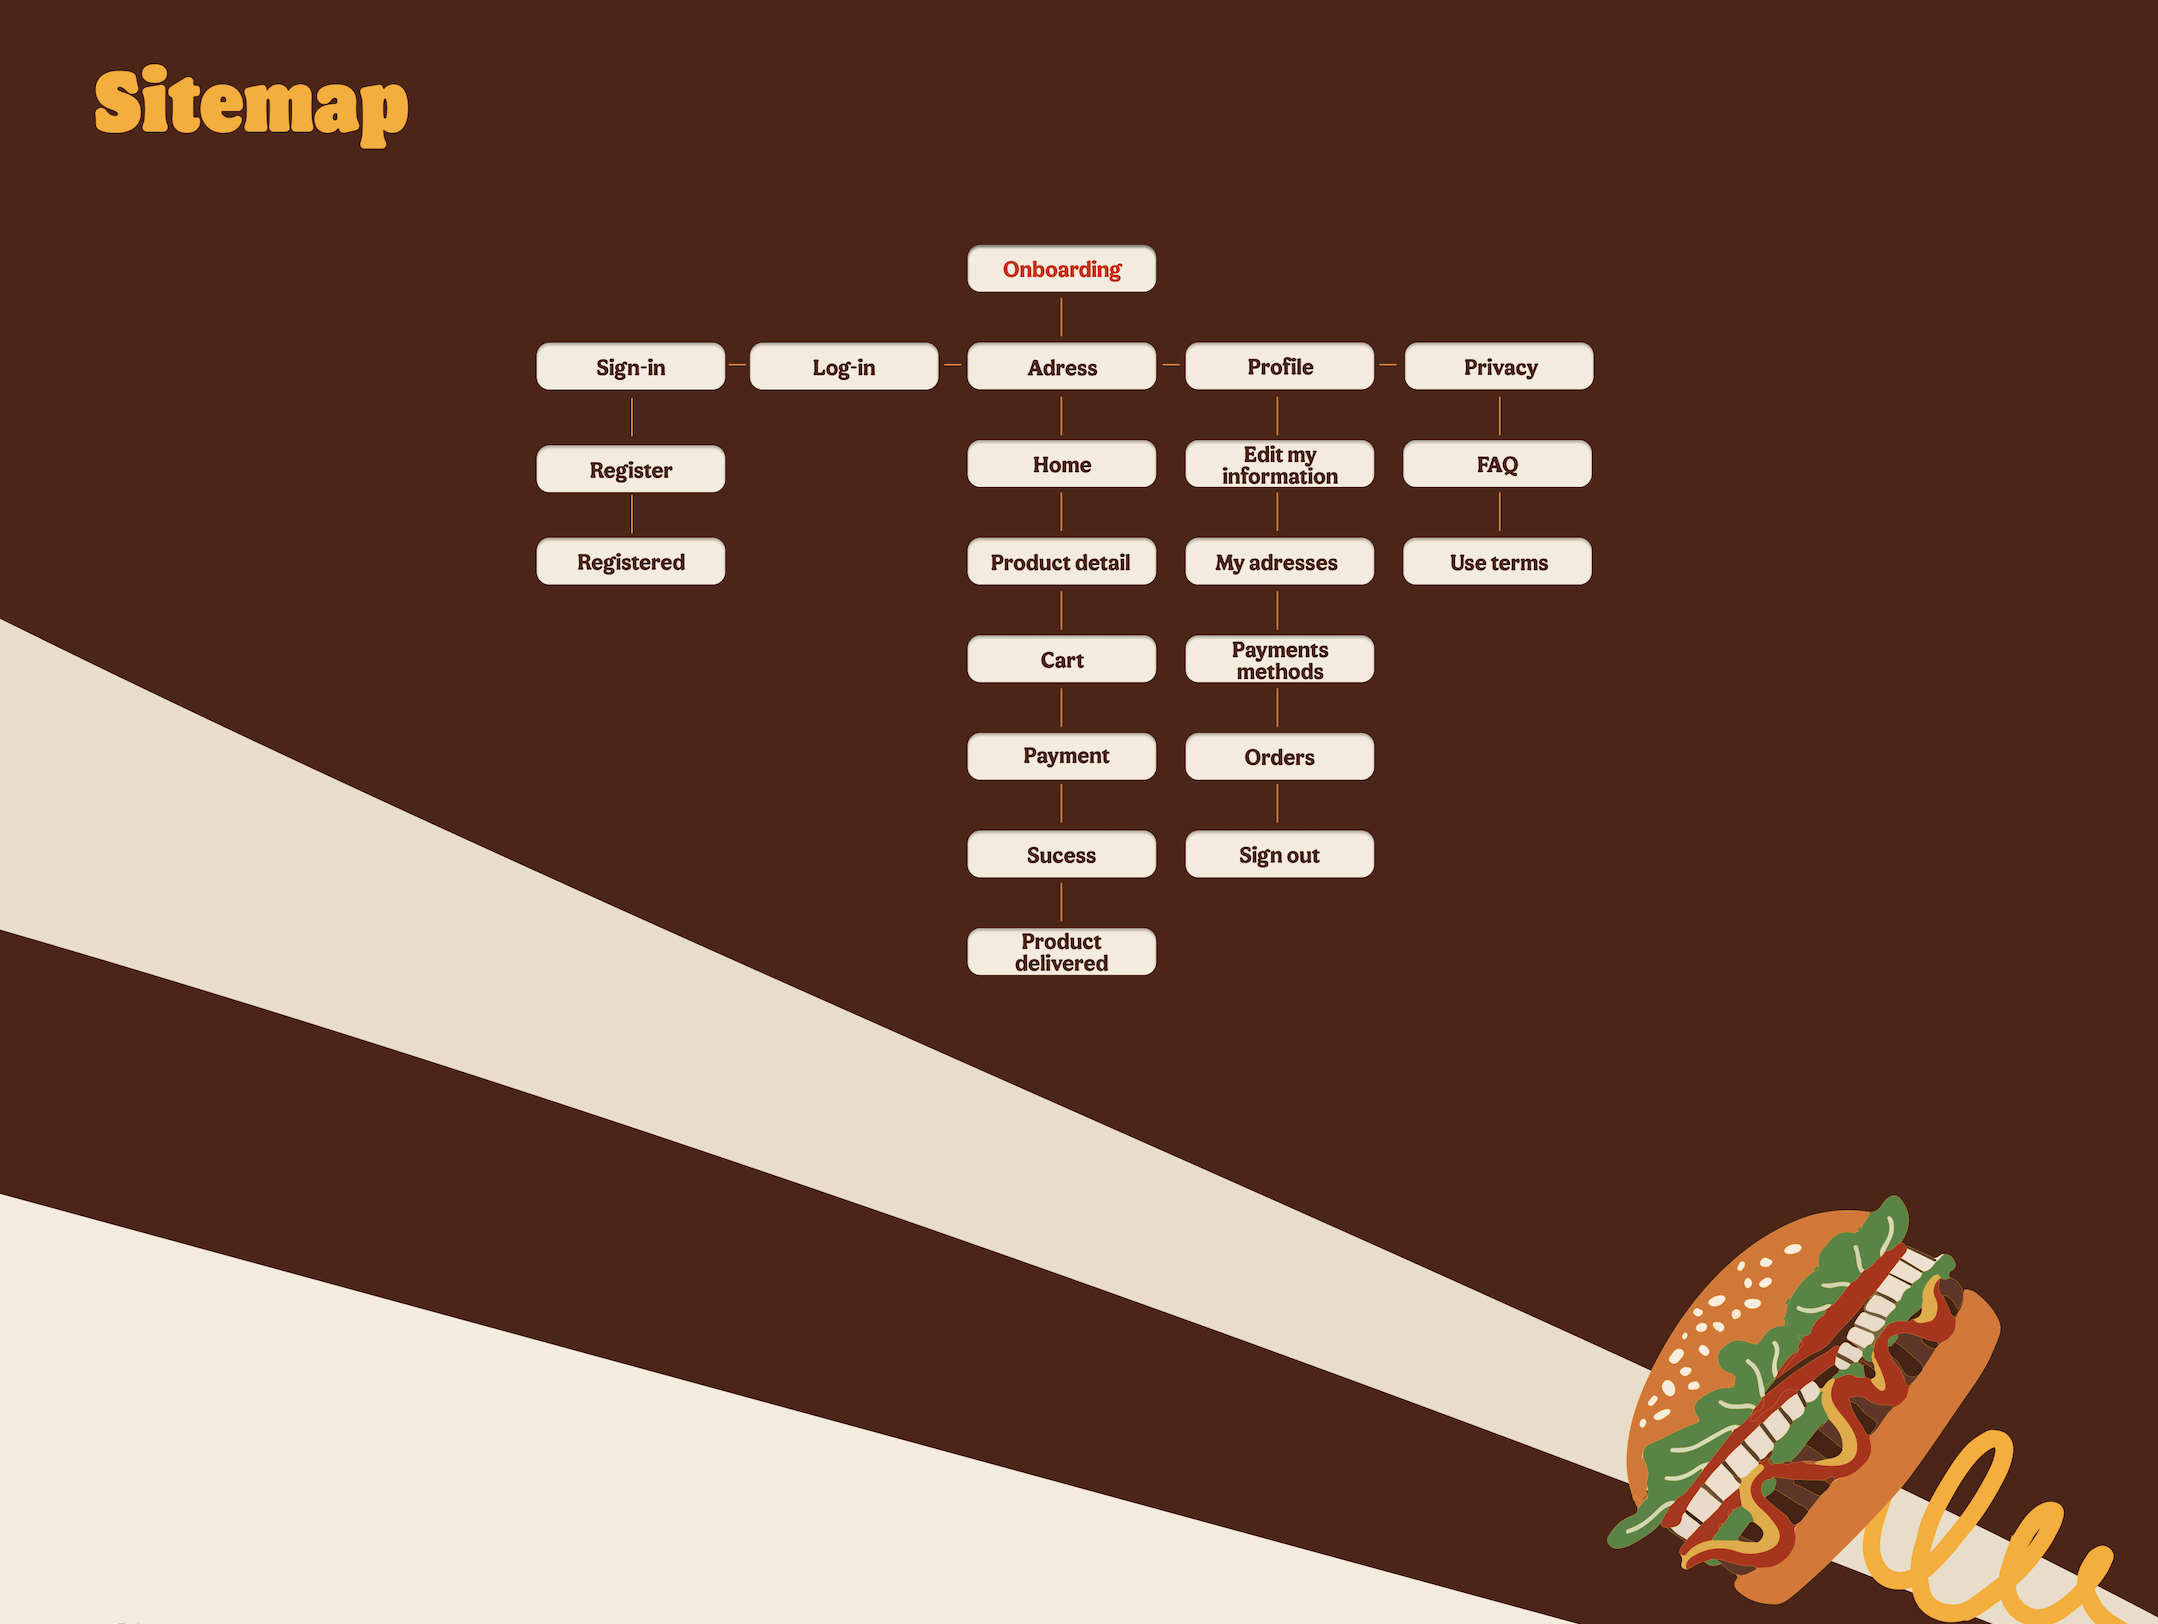 Sitemap
Onboarding
Sign-in
Log-in
Adress
Profile
Privacy
Register
Home
Edit my
information
FAQ
Registered
Product detail
My adresses
Use terms
Cart
Payments
methods
Payment
Orders
Sucess
Sign out
Product
delivered